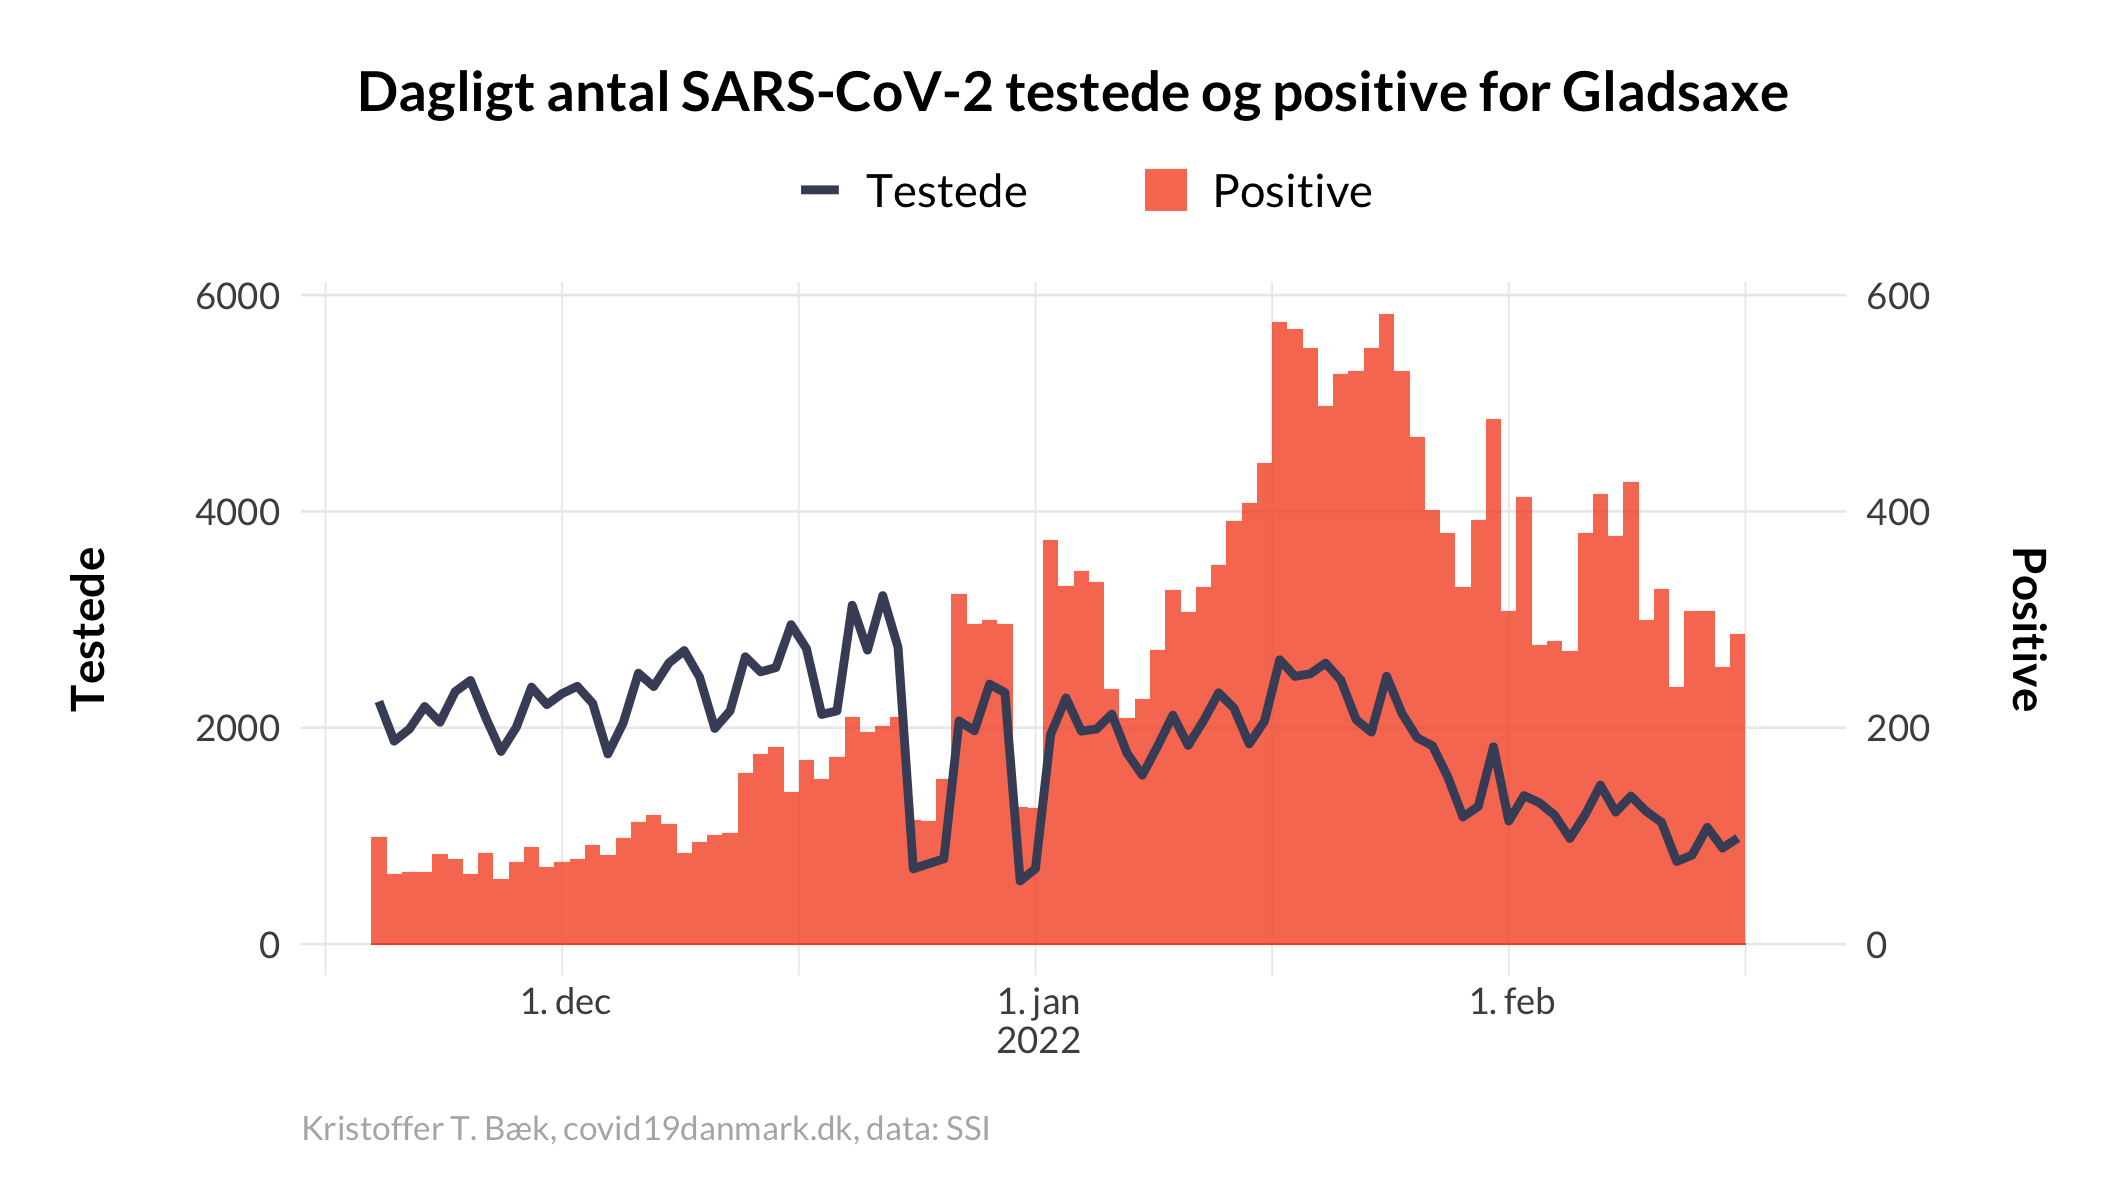 Dagligt antal SARS-CoV-2 testede og positive for Gladsaxe
Testede
Positive
6000
4000
2000
0
600
400
200
0
Testede
Positive
1. dec
1. jan
2022
1. feb
Kristoffer T. Bæk, covid19danmark.dk, data: SSI